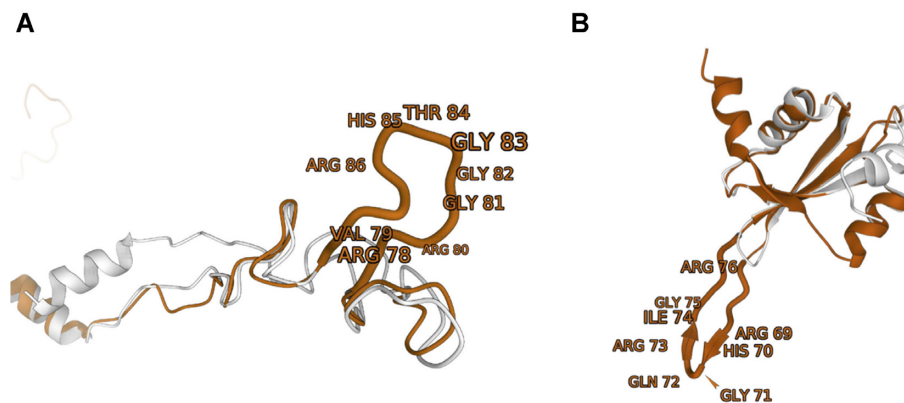 A
HIS 85
THR 84
GLY 83
ARG 86
GLY 82
GLY 81
VAL 79
ARG 78
ARG 80
B
ARG 76
GLY 75
ILE 74
ARG 73
ARG 69
HIS 70
GLN 72
GLY 71